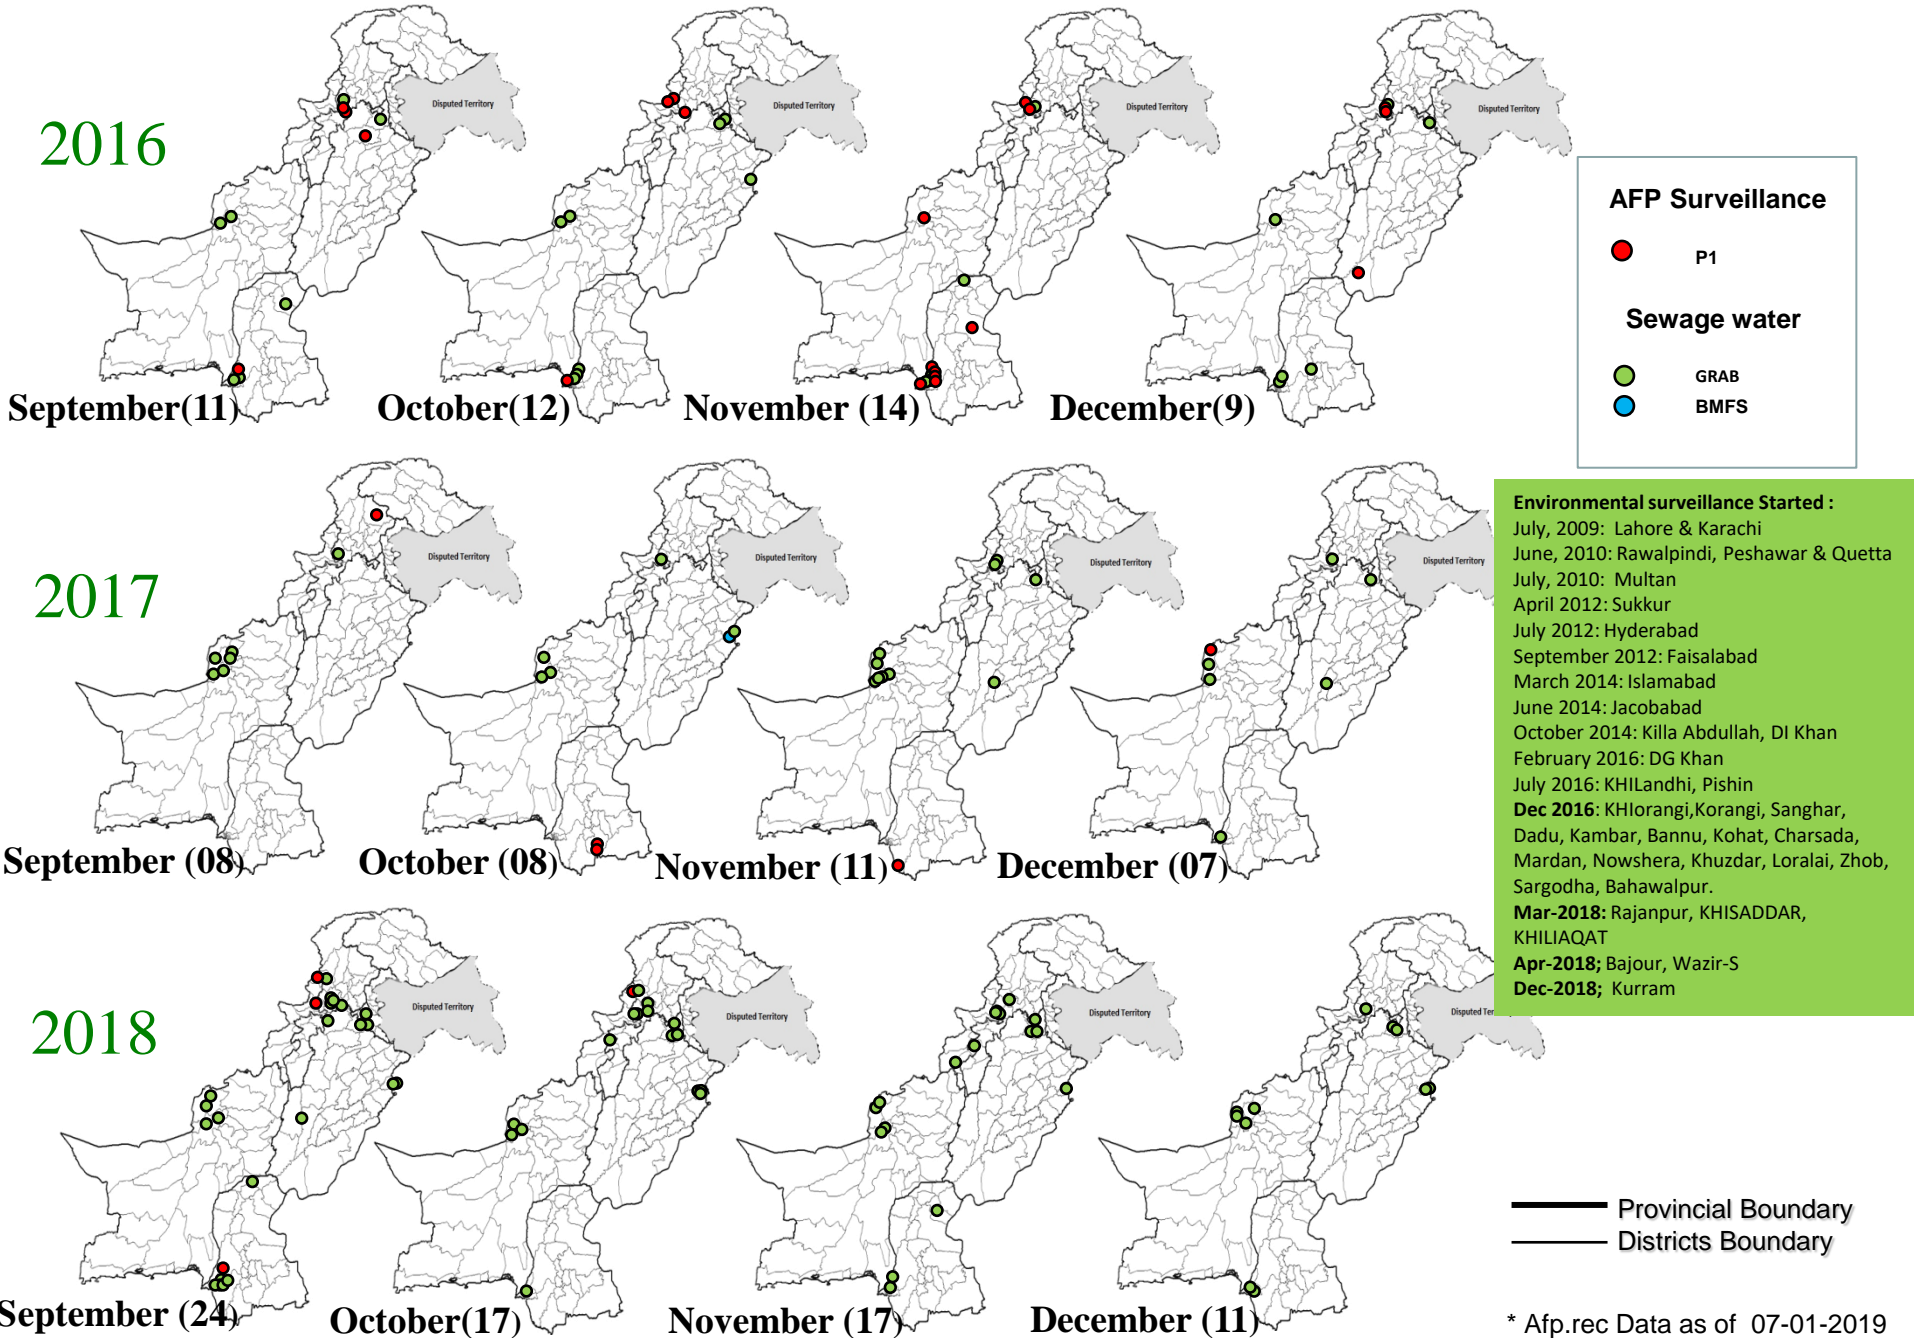 2016
Disputed Territory
Disputed Territory
Disputed Territory
Disputed Territory
September(11)
October(12)
November (14)
December(9)
AFP Surveillance
P1
Sewage water
GRAB
BMFS
2017
Disputed Territory
Disputed Territory
Disputed Territory
Disputed Territory
September (08)
October (08)
November (11)
December (07)
Environmental surveillance Started :
July, 2009: Lahore & Karachi
June, 2010: Rawalpindi, Peshawar & Quetta
July, 2010: Multan
April 2012: Sukkur
July 2012: Hyderabad
September 2012: Faisalabad
March 2014: Islamabad
June 2014: Jacobabad
October 2014: Killa Abdullah, DI Khan
February 2016: DG Khan
July 2016: KHILandhi, Pishin
Dec 2016: KHIorangi,Korangi, Sanghar,
Dadu, Kambar, Bannu, Kohat, Charsada,
Mardan, Nowshera, Khuzdar, Loralai, Zhob,
Sargodha, Bahawalpur.
Mar-2018: Rajanpur, KHISADDAR,
KHILIAQAT
Apr-2018; Bajour, Wazir-S
Dec-2018; Kurram
2018
Disputed Territory
Disputed Territory
Disputed Territory
Disputed Ter
September (24)
October(17)
November (17)
December (11)
Provincial Boundary
Districts Boundary
* Afp.rec Data as of 07-01-2019